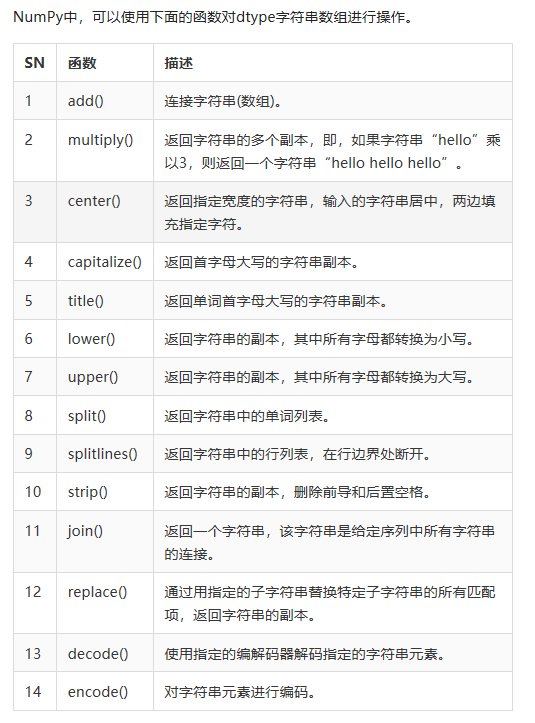 NumPy中，可以使用下面的函数对dtype字符串数组进行操作。
SN 函数 描述
1 add() 连接字符串(数组)。
2 multiply() 返回字符串的多个副本，即，如果字符串“hello”乘
以3，则返回一个字符串“hello hello hello”。
3 center() 返回指定宽度的字符串，输入的字符串居中，两边填
充指定字符。
4 capitalize() 返回首字母大写的字符串副本。
5 title() 返回单词首字母大写的字符串副本。
6 lower() 返回字符串的副本，其中所有字母都转换为小写。
7 upper() 返回字符串的副本，其中所有字母都转换为大写。
8 split() 返回字符串中的单词列表。
9 splitlines() 返回字符串中的行列表，在行边界处断开。
10 strip() 返回字符串的副本，删除前导和后置空格。
11 join() 返回一个字符串，该字符串是给定序列中所有字符串
的连接。
12 replace() 通过用指定的子字符串替换特定子字符串的所有匹配
项，返回字符串的副本。
13 decode() 使用指定的编解码器解码指定的字符串元素。
14 encode() 对字符串元素进行编码。